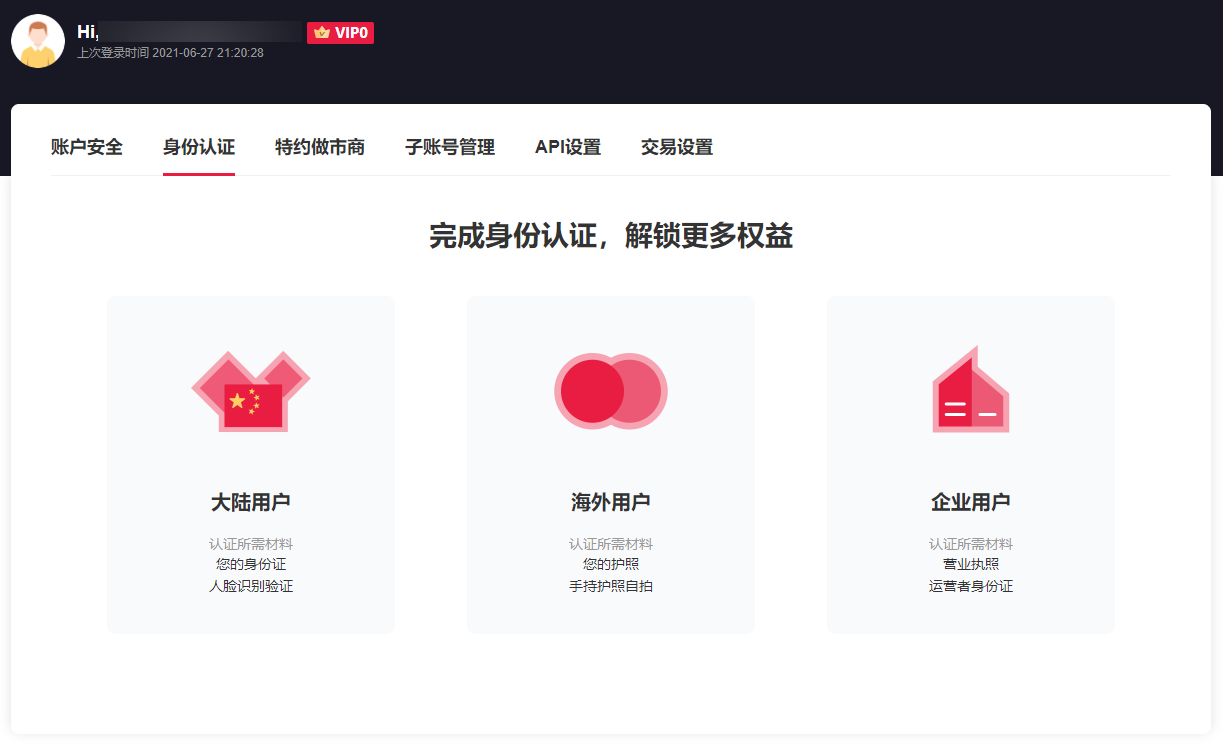 Hi,
VIP0
上次登录时间 2021-06-27 21:20:28
账户安全 身份认证 特约做市商 子账号管理 API设置 交易设置
完成身份认证，解锁更多权益
大陆用户
认证所需材料
您的身份证
人脸识别验证
海外用户
认证所需材料
您的护照
手持护照自拍
企业用户
认证所需材料
营业执照
运营者身份证